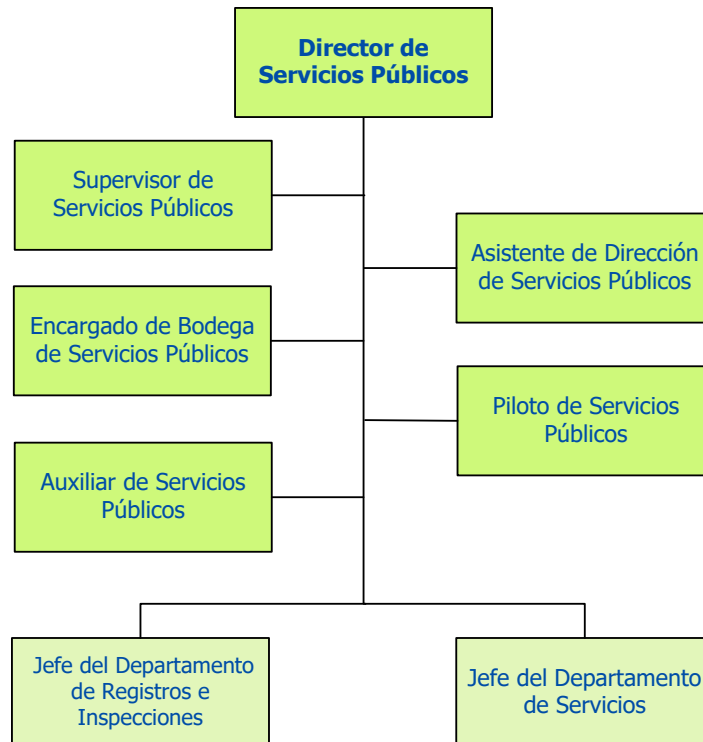 Director de
Servicios Públicos
Supervisor de
Servicios Públicos
Asistente de Dirección
de Servicios Públicos
Encargado de Bodega
de Servicios Públicos
Piloto de Servicios
Públicos
Auxiliar de Servicios
Públicos
Jefe del Departamento
de Registros e
Inspecciones
Jefe del Departamento
de Servicios